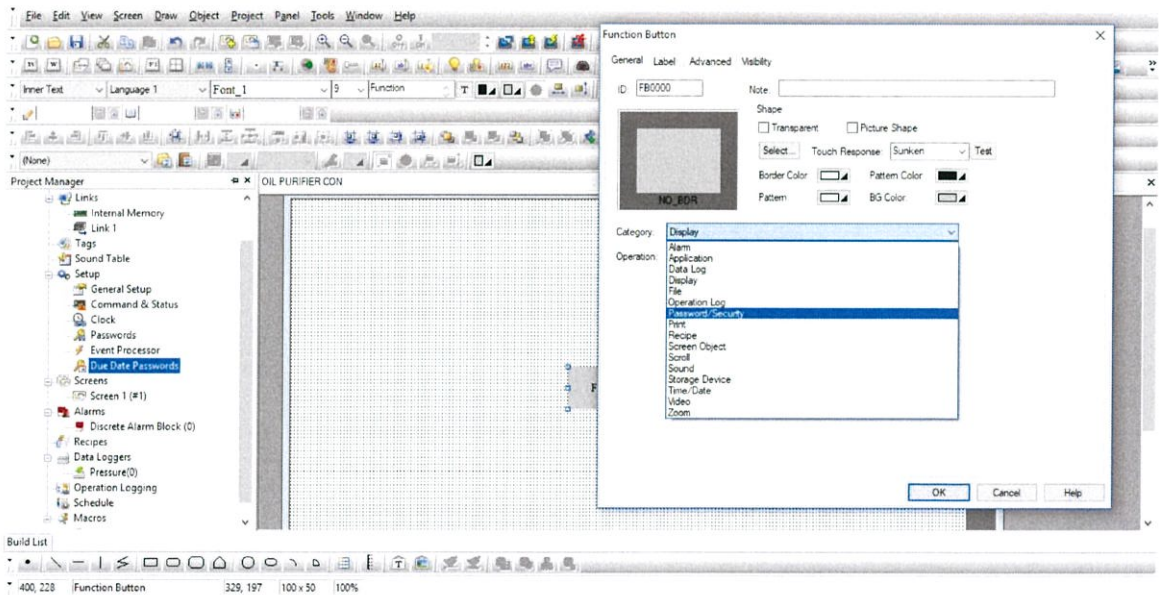 File Edit View Screen Draw Object Project Panel Tools Window Help
Inner Text Language 1 Font_1 9 Function
(None)
Project Manager
Links
Internal Memory
Link 1
Tags
Sound Table
Setup
General Setup
Command & Status
Clock
Passwords
Event Processor
Due Date Passwords
Screens
Screen 1 (#1)
Alarms
Discrete Alarm Block (0)
Recipes
Data Loggers
Pressure(0)
Operation Logging
Schedule
Macros
OIL PURIFIER CON
F
Function Button
General Label Advanced Visibility
ID FB0000 Note
Shape
Transparent Picture Shape
Select... Touch Response Sunken Test
Border Color Pattern Color
Pattern BG Color
NO_BDR
Category: Display
Operation:
Alarm
Application
Data Log
Display
File
Operation Log
Password/Security
Print
Recipe
Screen Object
Scroll
Sound
Storage Device
Time/Date
Video
Zoom
OK Cancel Help
Build List
400, 228 Function Button 329, 197 100 x 50 100%